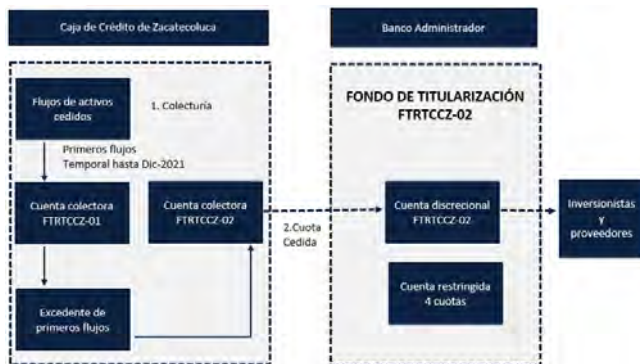 Caja de Crédito de Zacatecoluca
Banco Administrador
Flujos de activos
cedidos
1. Colecturía
Primeros flujos
Temporal hasta Dic-2021
Cuenta colectora
FTRTCCZ-01
Cuenta colectora
FTRTCCZ-02
Excedente de
primeros flujos
2.Cuota
Cedida
FONDO DE TITULARIZACIÓN
FTRTCCZ-02
Cuenta discrecional
FTRTCCZ-02
Cuenta restringida
4 cuotas
Inversionistas
y
proveedores